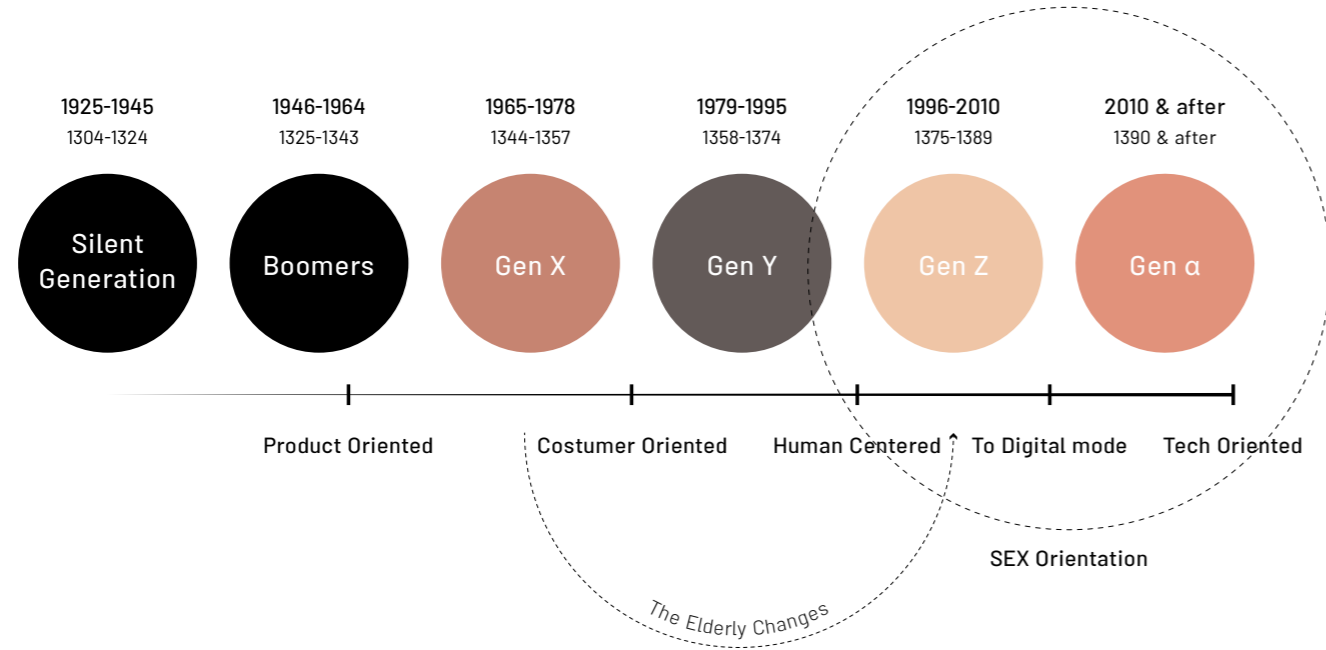 1925-1945
1304-1324
Silent
Generation
1946-1964
1325-1343
Boomers
1965-1978
1344-1357
Gen X
1979-1995
1358-1374
Gen Y
1996-2010
1375-1389
Gen Z
2010 & after
1390 & after
Gen α
Product Oriented
Costumer Oriented
Human Centered
To Digital mode
Tech Oriented
SEX Orientation
The Elderly Changes